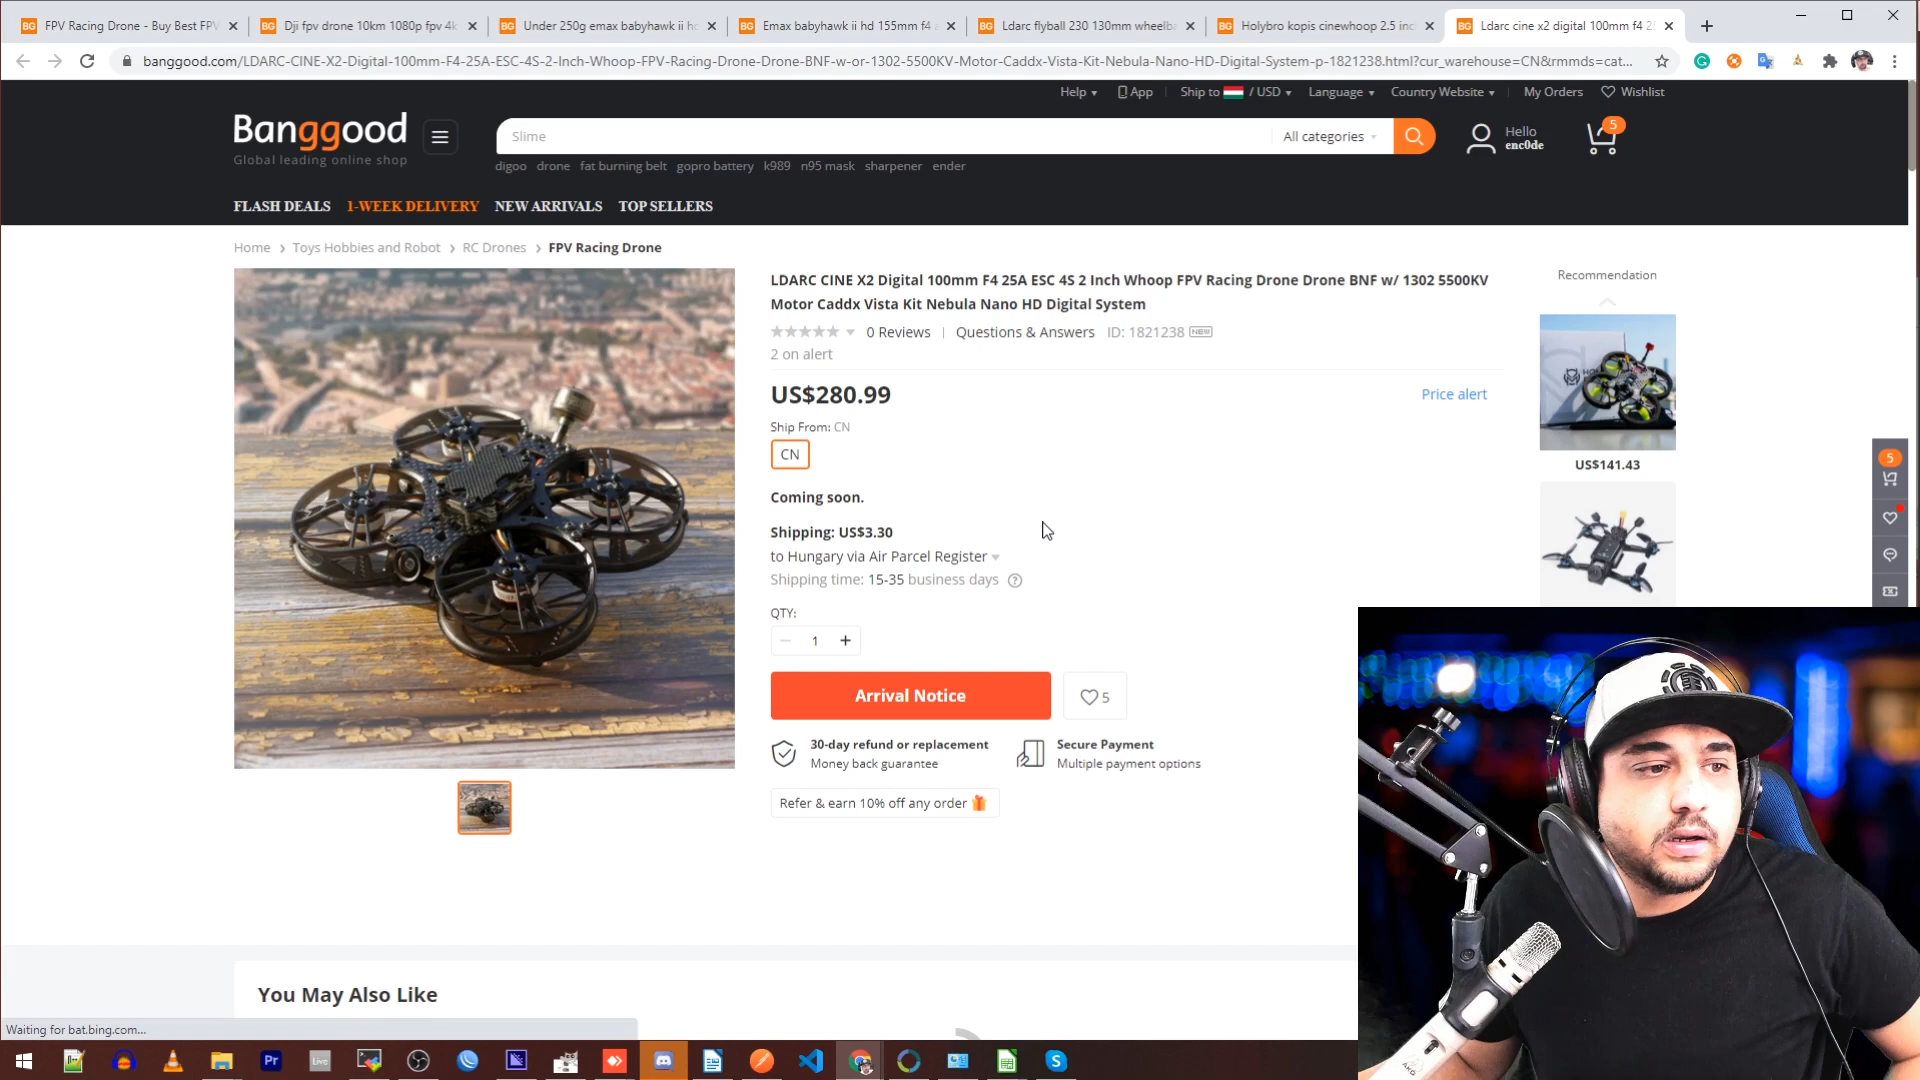 FPV Racing Drone - Buy Best FPV
Dji fpv drone 10km 1080p fpv 4k
Under 250g emax babyhawk ii hd
Emax babyhawk ii hd 155mm f4
Ldarc flyball 230 130mm wheelba
Holybro kopis cinewhoop 2.5 inc
Ldarc cine x2 digital 100mm f4 25
banggood.com/LDARC-CINE-X2-Digital-100mm-F4-25A-ESC-4S-2-Inch-Whoop-FPV-Racing-Drone-Drone-BNF-w-or-1302-5500KV-Motor-Caddx-Vista-Kit-Nebula-Nano-HD-Digital-System-p-1821238.html?cur_warehouse=CN&rmmds=cat...
Help App Ship to / USD Language Country Website My Orders Wishlist
Banggood
Global leading online shop
Slime
All categories
5
Hello
enc0de
digoo drone fat burning belt gopro battery k989 n95 mask sharpener ender
FLASH DEALS 1-WEEK DELIVERY NEW ARRIVALS TOP SELLERS
Home > Toys Hobbies and Robot > RC Drones > FPV Racing Drone
LDARC CINE X2 Digital 100mm F4 25A ESC 4S 2 Inch Whoop FPV Racing Drone Drone BNF w/ 1302 5500KV
Motor Caddx Vista Kit Nebula Nano HD Digital System
0 Reviews | Questions & Answers ID: 1821238 NEW
2 on alert
US$280.99
Price alert
Ship From: CN
CN
Coming soon.
Shipping: US$3.30
to Hungary via Air Parcel Register
Shipping time: 15-35 business days ?
QTY:
1 +
Arrival Notice
5
30-day refund or replacement
Money back guarantee
Secure Payment
Multiple payment options
Refer & earn 10% off any order
Recommendation
US$141.43
5
You May Also Like
Waiting for bat.bing.com...
Pr
Live
AKG